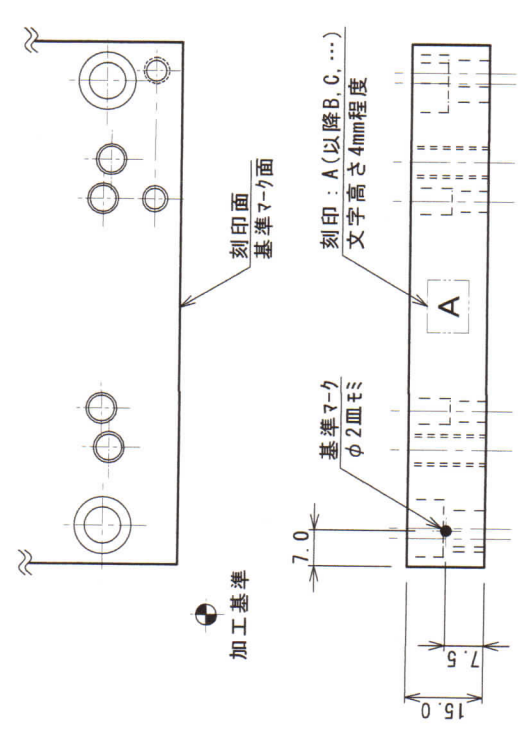 刻印面
基準マーク面
加工基準
刻印：A(以降B, C, …)
文字高さ4mm程度
基準マーク
φ2皿モミ
A
7.0
7.5
15.0